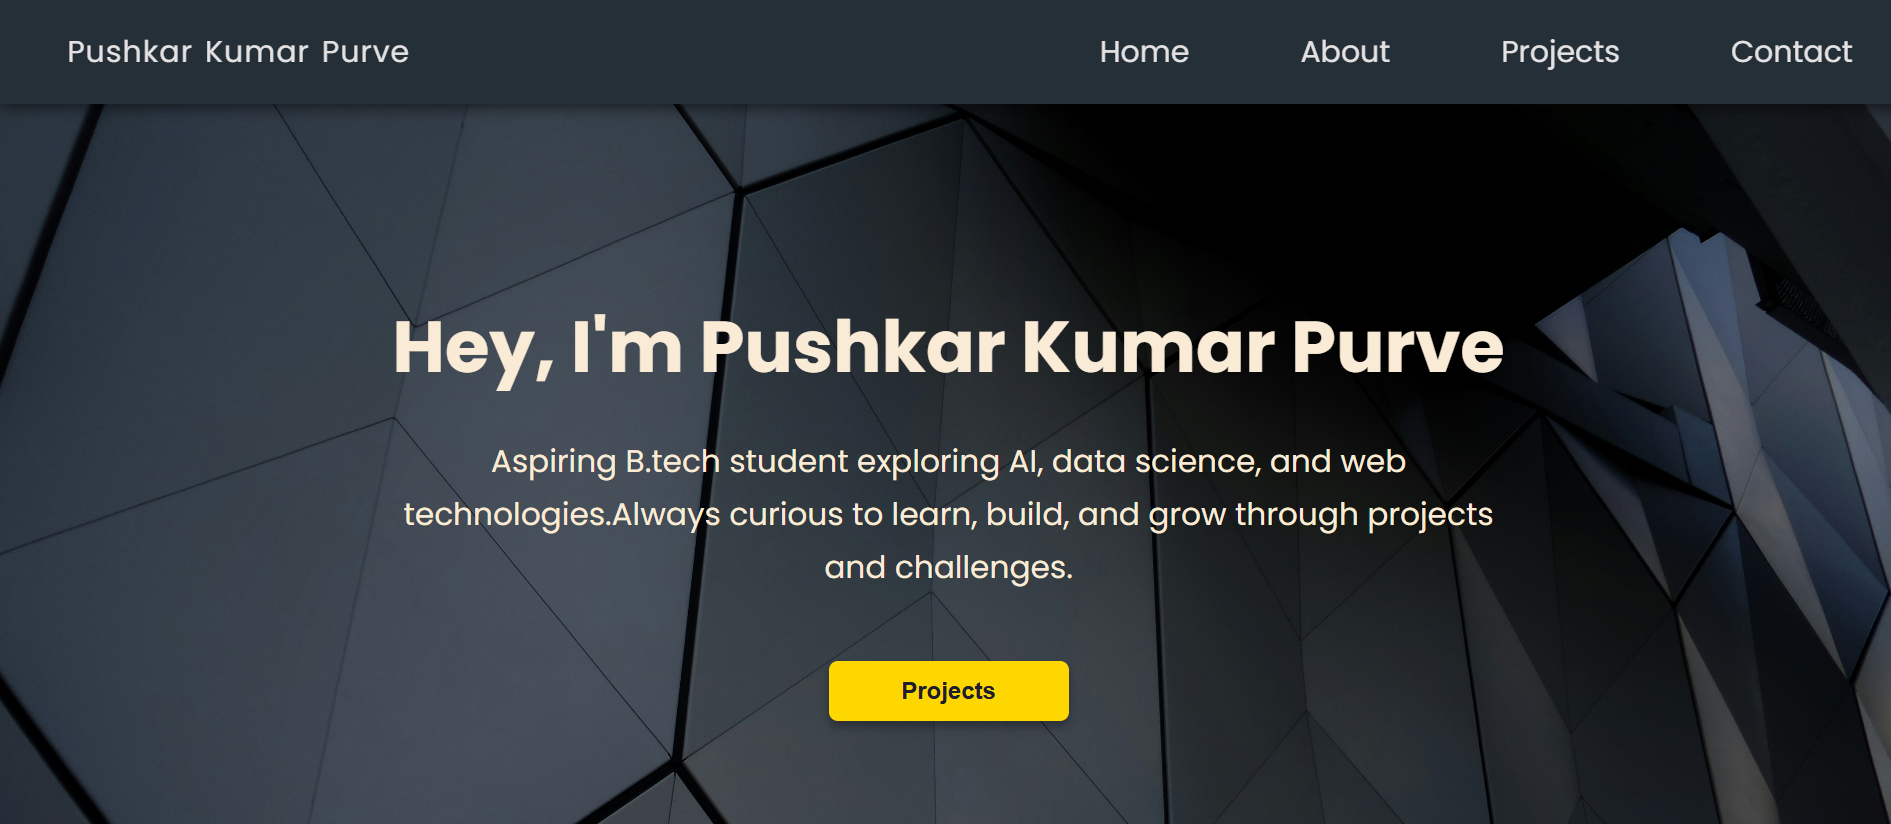 Pushkar Kumar Purve
Home
About
Projects
Contact
Hey, I'm Pushkar Kumar Purve
Aspiring B.tech student exploring AI, data science, and web
technologies.Always curious to learn, build, and grow through projects
and challenges.
Projects